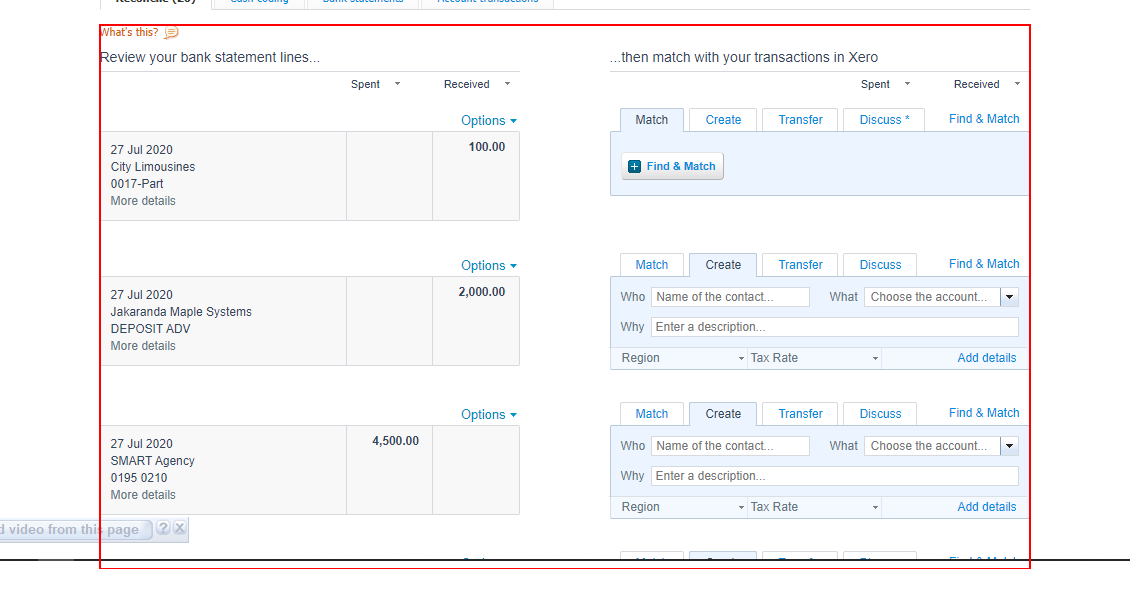 Reconcile (26) Cash coding Bank statements Account transactions
What's this?
Review your bank statement lines... ...then match with your transactions in Xero
Spent Received Spent Received
Options Match Create Transfer Discuss * Find & Match
27 Jul 2020 100.00
City Limousines Find & Match
0017-Part
More details
Options Match Create Transfer Discuss Find & Match
27 Jul 2020 2,000.00 Who Name of the contact... What Choose the account...
Jakaranda Maple Systems
DEPOSIT ADV Why Enter a description...
More details
Region Tax Rate Add details
Options Match Create Transfer Discuss Find & Match
27 Jul 2020 4,500.00 Who Name of the contact... What Choose the account...
SMART Agency
0195 0210 Why Enter a description...
More details
Region Tax Rate Add details
d video from this page ? X